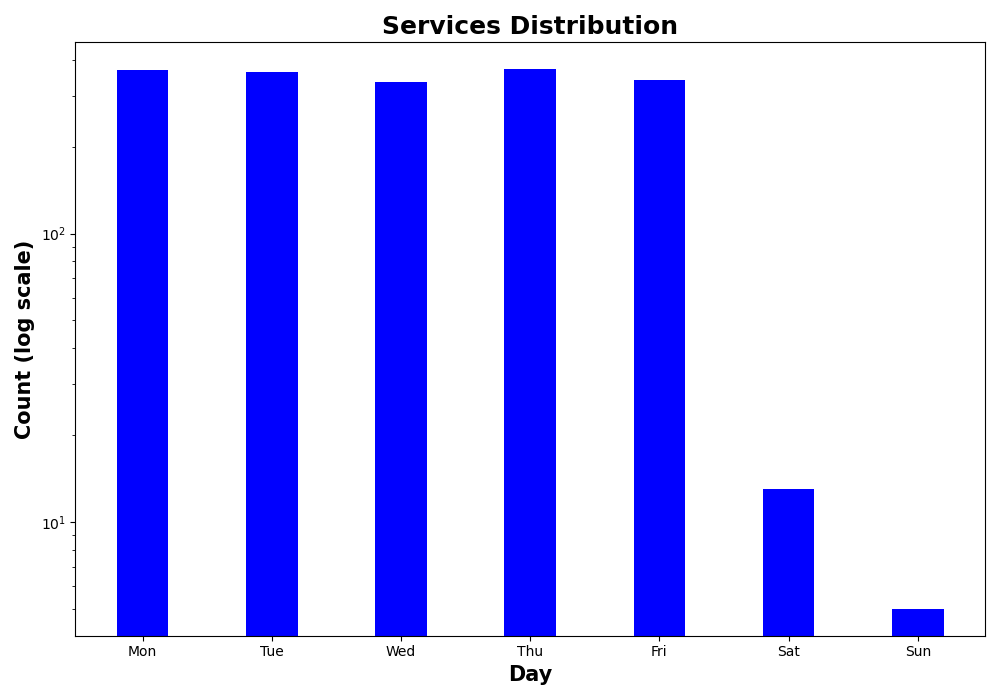 Services Distribution
Count (log scale)
10²
10¹
Mon Tue Wed Thu Fri Sat Sun
Day